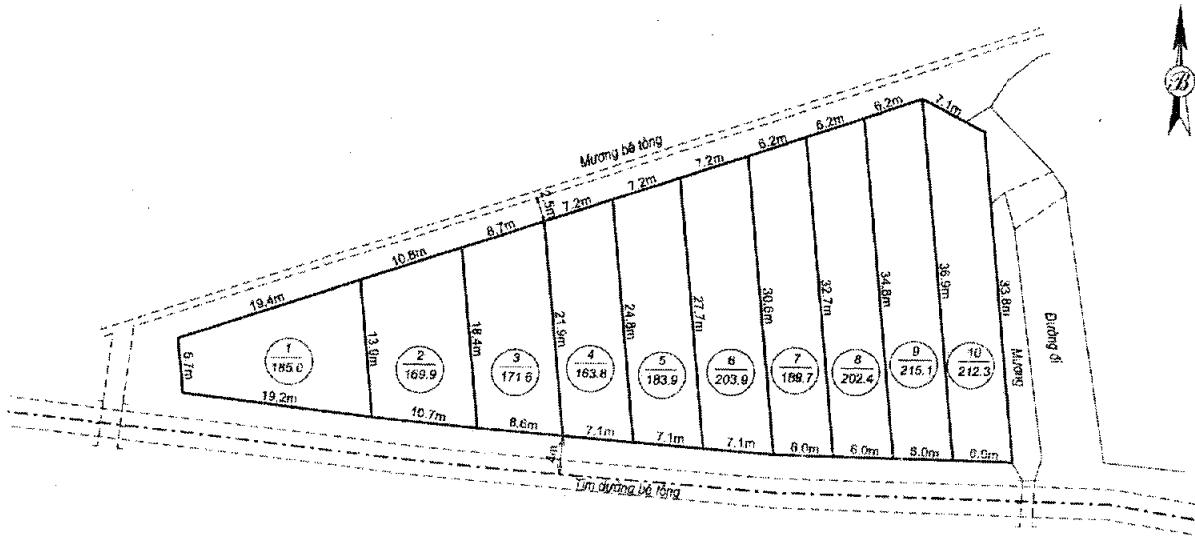 B
Mương bê tông
2.5m
19.4m
10.8m
8.7m
7.2m
7.2m
7.2m
6.2m
6.2m
6.2m
7.1m
13.9m
18.4m
21.9m
24.8m
27.7m
30.6m
32.7m
34.8m
36.9m
33.8m
1
185.0
2
169.9
3
171.6
4
163.8
5
183.9
6
203.9
7
189.7
8
202.4
9
215.1
10
212.3
Mương
Đường đi
19.2m
10.7m
8.6m
7.1m
7.1m
7.1m
6.0m
6.0m
6.0m
6.0m
4m
Tim đường bê tông